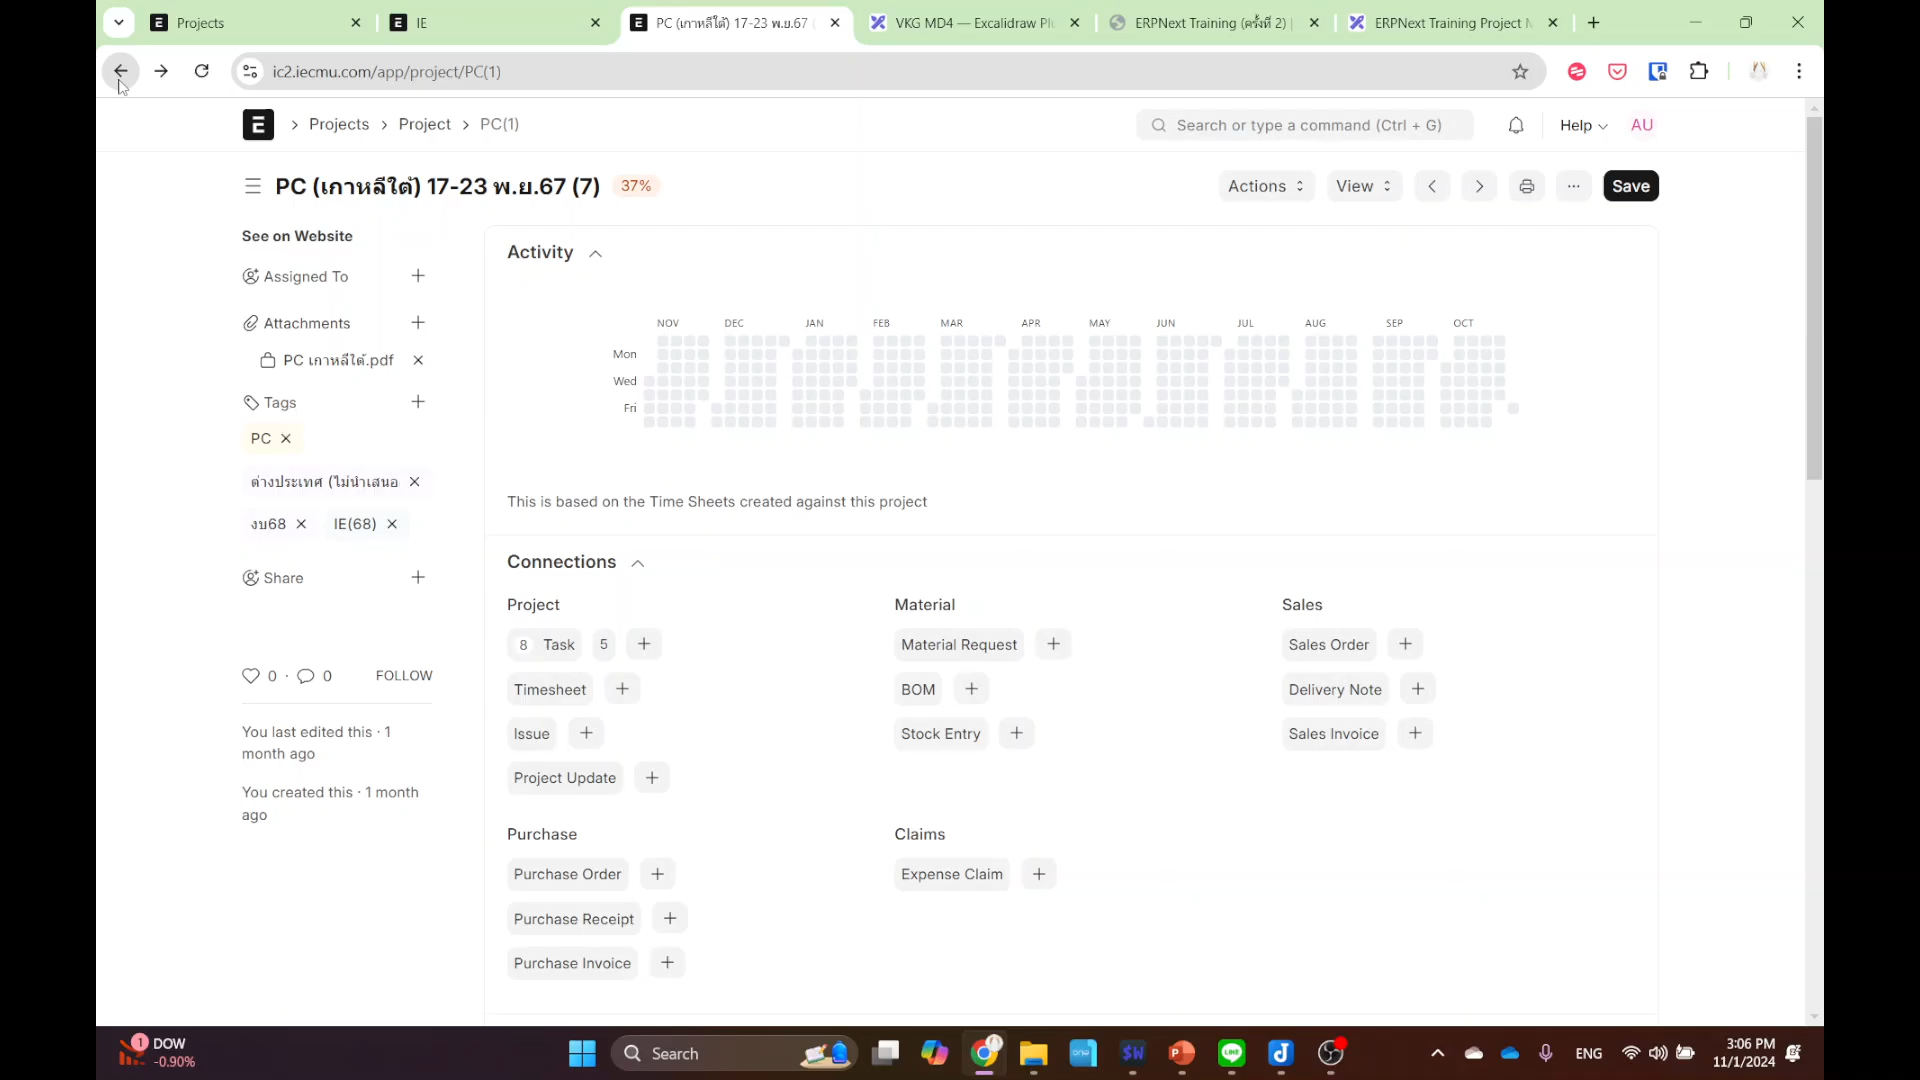 Projects
IE
PC (เกาหลีใต้) 17-23 พ.ย.67 (
VKG MD4 — Excalidraw Plu
ERPNext Training (ครั้งที่ 2) |
ERPNext Training Project M
ic2.iecmu.com/app/project/PC(1)
E > Projects > Project > PC(1)
Search or type a command (Ctrl + G)
Help
AU
PC (เกาหลีใต้) 17-23 พ.ย.67 (7)
37%
Actions
View
Save
See on Website
Assigned To
Attachments
PC เกาหลีใต้.pdf
Tags
PC
ต่างประเทศ (ไม่นำเสนอ
งบ68
IE(68)
Share
0 · 0
FOLLOW
You last edited this · 1
month ago
You created this · 1 month
ago
Activity
NOV DEC JAN FEB MAR APR MAY JUN JUL AUG SEP OCT
Mon
Wed
Fri
This is based on the Time Sheets created against this project
Connections
Project
8 Task 5
Timesheet
Issue
Project Update
Material
Material Request
BOM
Stock Entry
Sales
Sales Order
Delivery Note
Sales Invoice
Purchase
Purchase Order
Purchase Receipt
Purchase Invoice
Claims
Expense Claim
1
DOW
-0.90%
Search
one
ENG
3:06 PM
11/1/2024